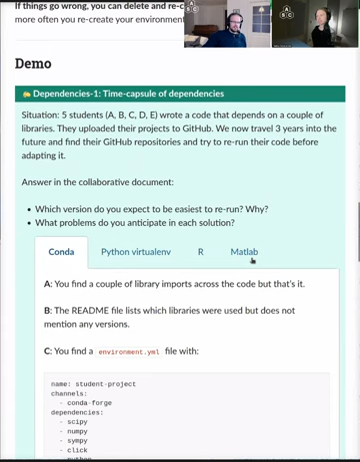 If things go wrong, you can delete and re-c
more often you re-create your environment
Demo
Dependencies-1: Time-capsule of dependencies
Situation: 5 students (A, B, C, D, E) wrote a code that depends on a couple of
libraries. They uploaded their projects to GitHub. We now travel 3 years into the
future and find their GitHub repositories and try to re-run their code before
adapting it.
Answer in the collaborative document:
• Which version do you expect to be easiest to re-run? Why?
• What problems do you anticipate in each solution?
Conda Python virtualenv R Matlab
A: You find a couple of library imports across the code but that's it.
B: The README file lists which libraries were used but does not
mention any versions.
C: You find a environment.yml file with:
name: student-project
channels:
- conda-forge
dependencies:
- scipy
- numpy
- sympy
- click